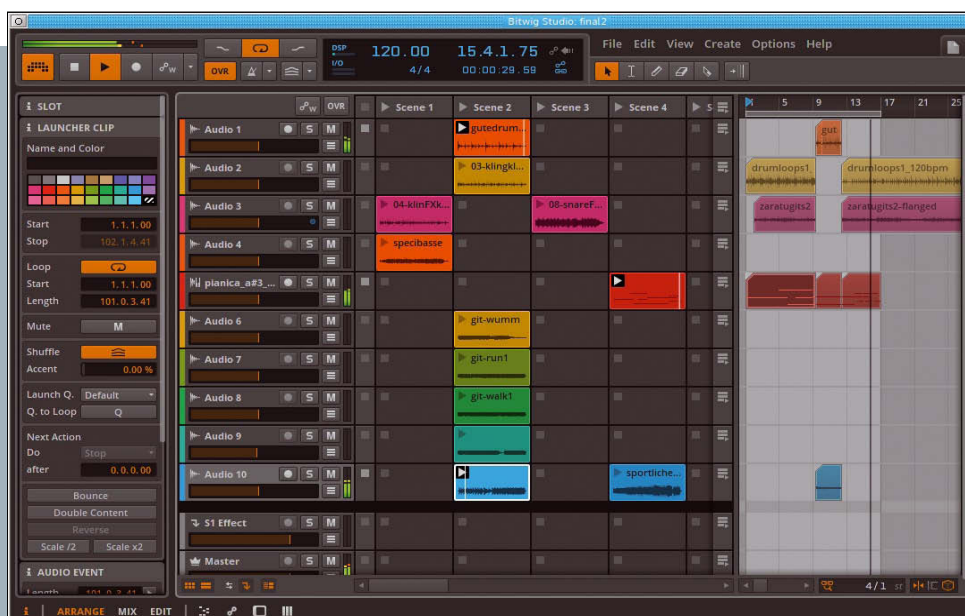 Bitwig Studio: final2
DSP 120.00 15.4.1.75
I/O 4/4 00:00:29.59
File Edit View Create Options Help
OVR
SLOT
LAUNCHER CLIP
Name and Color
Start 1.1.1.00
Stop 102.1.4.41
Loop
Start 1.1.1.00
Length 101.0.3.41
Mute M
Shuffle
Accent 0.00 %
Launch Q. Default
Q. to Loop Q
Next Action
Do Stop
after 0.0.0.00
Bounce
Double Content
Reverse
Scale /2 Scale x2
AUDIO EVENT
Length 101.0.3.41
OVR Scene 1 Scene 2 Scene 3 Scene 4 S 5 9 13 17 21 25
Audio 1 S M gutedrum... gut
Audio 2 S M 03-klingkl... drumloops1_ drumloops1_120bpm
Audio 3 S M 04-klinFXk... 08-snareF... zaratugits2 zaratugits2-flanged
Audio 4 S M specibasse
pianica_a#3_... S M
Audio 6 S M git-wumm
Audio 7 S M git-run1
Audio 8 S M git-walk1
Audio 9 S M
Audio 10 S M sportliche...
S1 Effect S M
Master S M
4/1
ARRANGE MIX EDIT